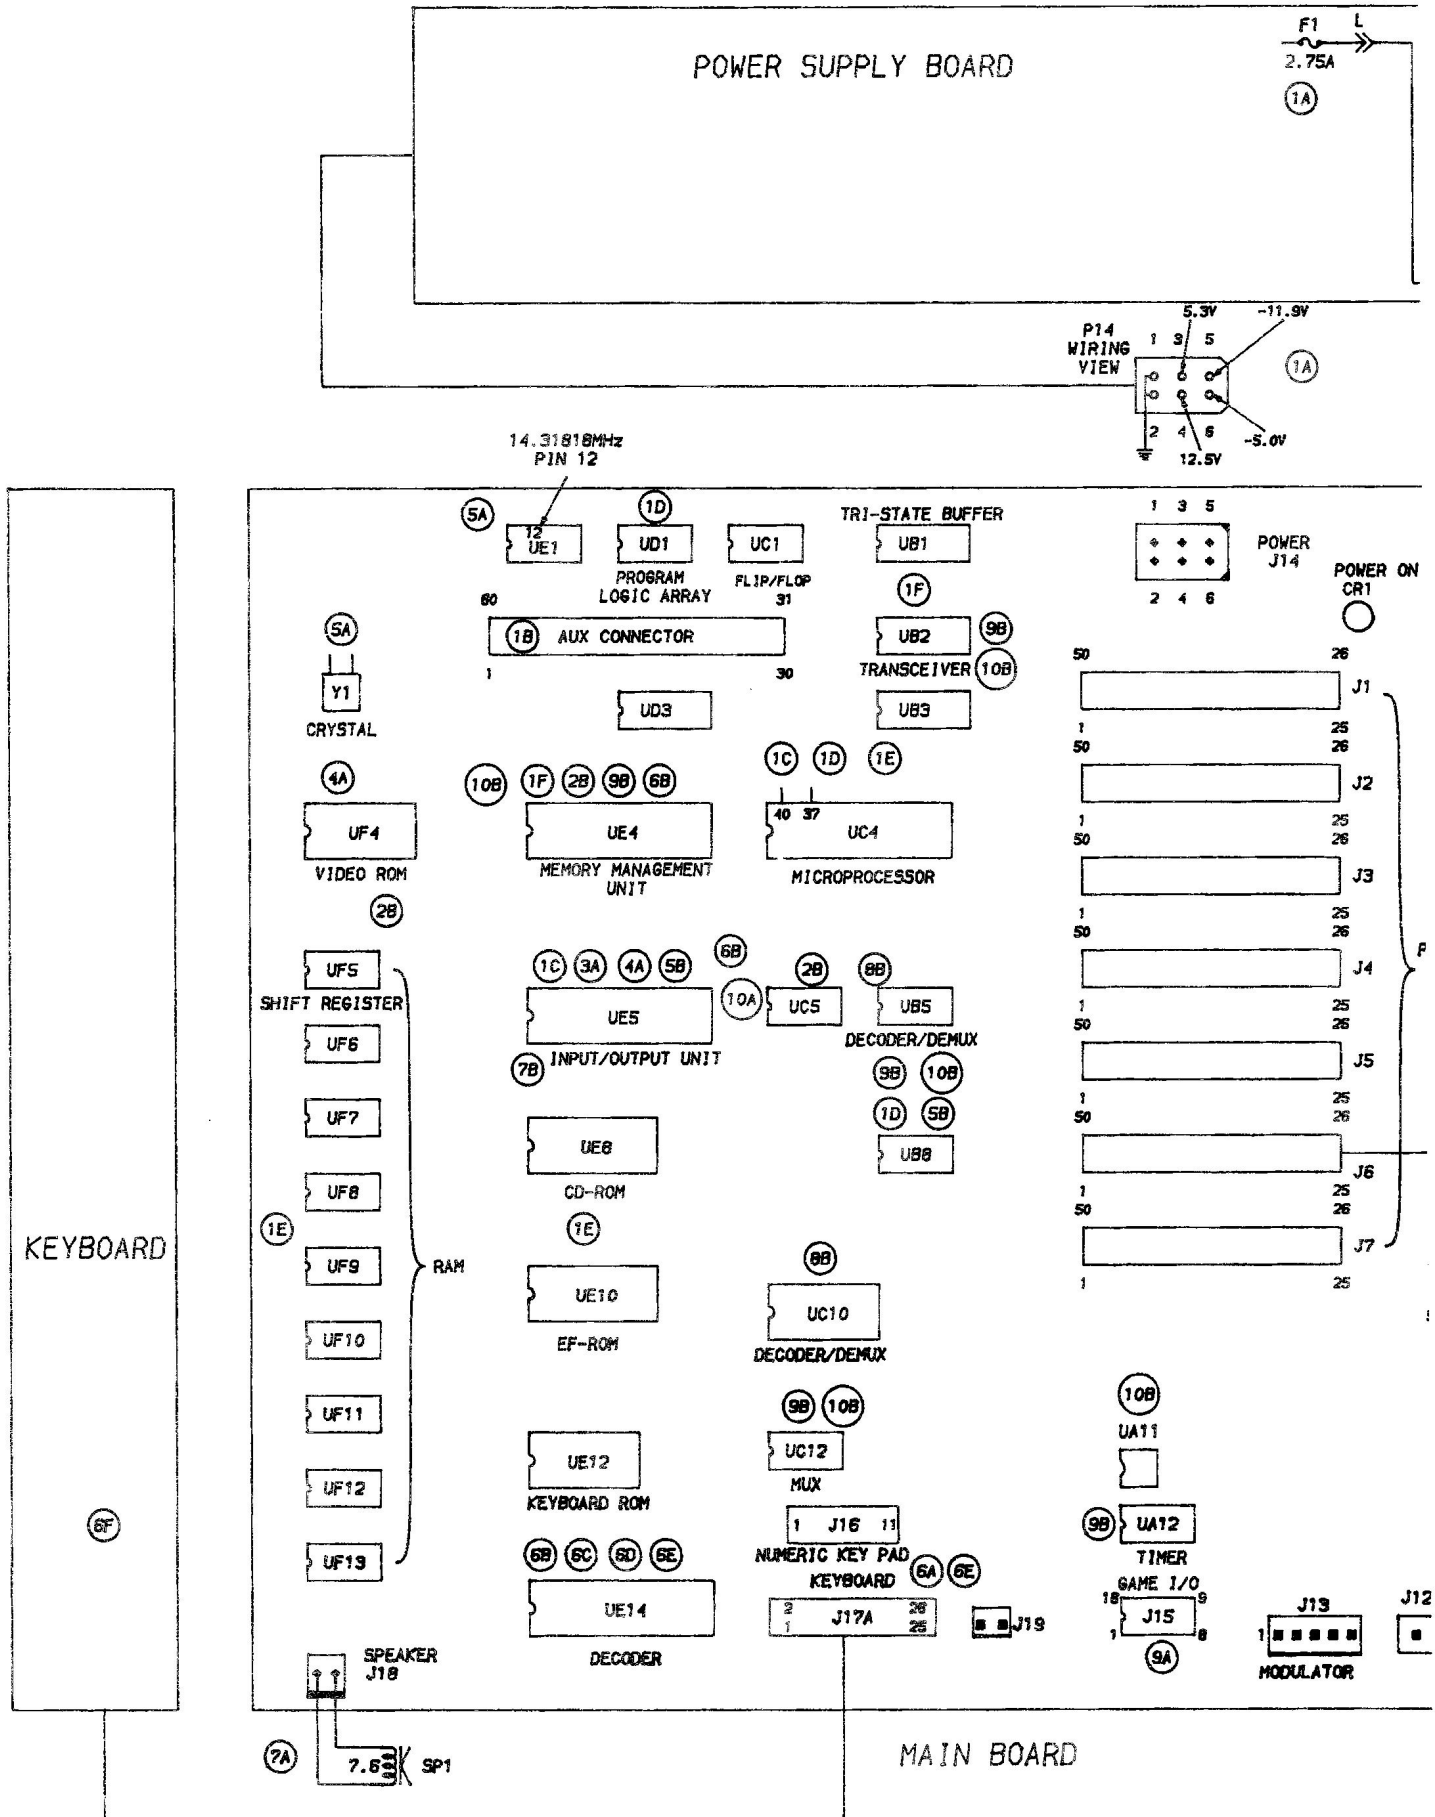 F1 L
POWER SUPPLY BOARD
2.75A
1A
5.3V -11.9V
P14
WIRING
VIEW
1 3 5
1A
2 4 6
-5.0V
12.5V
14.31818MHz
PIN 12
5A
12
UE1
1D
UD1
PROGRAM
LOGIC ARRAY
UC1
FLIP/FLOP
TRI-STATE BUFFER
UB1
1F
1 3 5
POWER
J14
2 4 6
POWER ON
CR1
60 31
1B AUX CONNECTOR
1 30
UB2 9B
TRANSCEIVER 10B
5A
Y1
CRYSTAL
UD3
UB3
50 26
J1
1 25
50 26
J2
1 25
50 26
J3
1 25
50 26
J4
1 25
50 26
J5
1 25
50 26
J6
1 25
50 26
J7
1 25
4A
UF4
VIDEO ROM
2B
10B 1F 2B 9B 6B
UE4
MEMORY MANAGEMENT
UNIT
1C 1D 1E
40 37
UC4
MICROPROCESSOR
UF5
SHIFT REGISTER
UF6
UF7
UF8
1E
UF9
RAM
UF10
UF11
UF12
UF13
1C 3A 4A 5B 6B
UE5
INPUT/OUTPUT UNIT
7B
10A
2B
UC5
8B
UB5
DECODER/DEMUX
9B 10B
1D 5B
UB8
UE8
CD-ROM
1E
UE10
EF-ROM
8B
UC10
DECODER/DEMUX
9B 10B
UC12
MUX
10B
UA11
UE12
KEYBOARD ROM
1 J16 11
NUMERIC KEY PAD
9B UA12
TIMER
6B 6C 6D 6E
UE14
DECODER
KEYBOARD 6A 6E
2 26
J17A
1 25
J19
GAME I/O
18 9
J15
1 8
9A
J13
1
MODULATOR
J12
KEYBOARD
6F
SPEAKER
J18
7A
7.6 SP1
MAIN BOARD